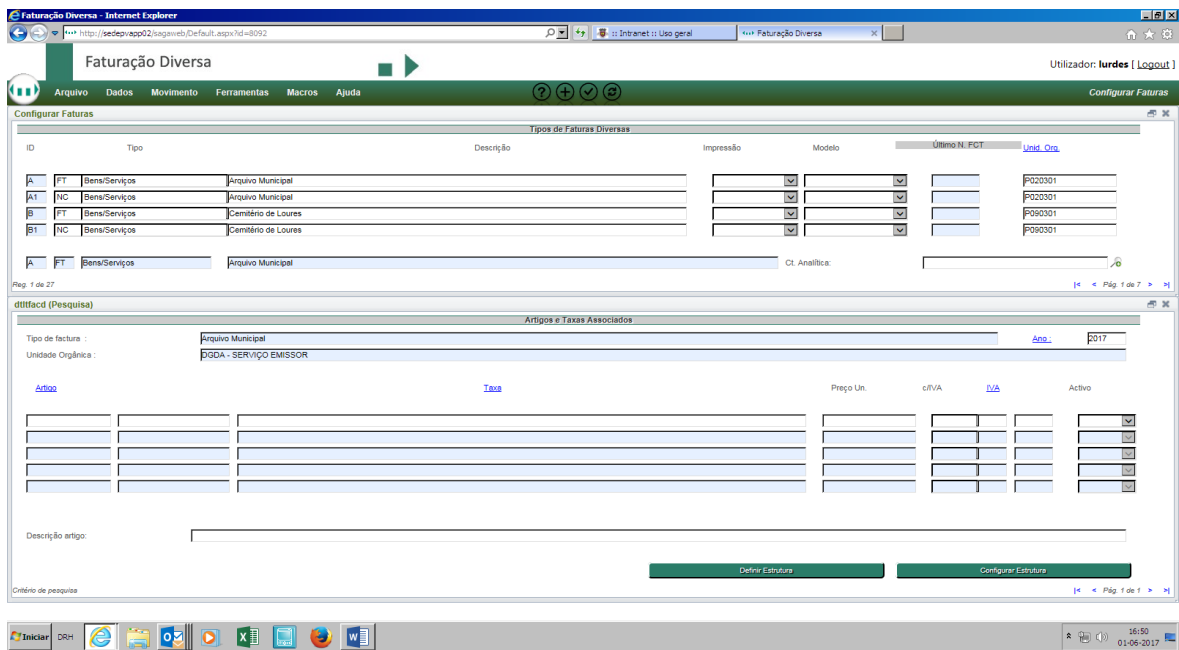 Faturação Diversa - Internet Explorer
http://sedepvapp02/sagaweb/Default.aspx?id=8092
:: Intranet :: Uso geral
Faturação Diversa
Faturação Diversa
Utilizador: lurdes [ Logout ]
Arquivo Dados Movimento Ferramentas Macros Ajuda
Configurar Faturas
Configurar Faturas
Tipos de Faturas Diversas
ID Tipo Descrição Impressão Modelo Último N. FCT Unid. Org.
A FT Bens/Serviços Arquivo Municipal P020301
A1 NC Bens/Serviços Arquivo Municipal P020301
B FT Bens/Serviços Cemitério de Loures P090301
B1 NC Bens/Serviços Cemitério de Loures P090301
A FT Bens/Serviços Arquivo Municipal Ct. Analítica:
Reg. 1 de 27
|< < Pág. 1 de 7 > >|
dtltfacd (Pesquisa)
Artigos e Taxas Associados
Tipo de factura : Arquivo Municipal Ano : 2017
Unidade Orgânica : DGDA - SERVIÇO EMISSOR
Artigo Taxa Preço Un. c/IVA IVA Activo
Descrição artigo:
Definir Estrutura Configurar Estrutura
Critério de pesquisa
|< < Pág. 1 de 1 > >|
Iniciar DRH
16:50
01-06-2017